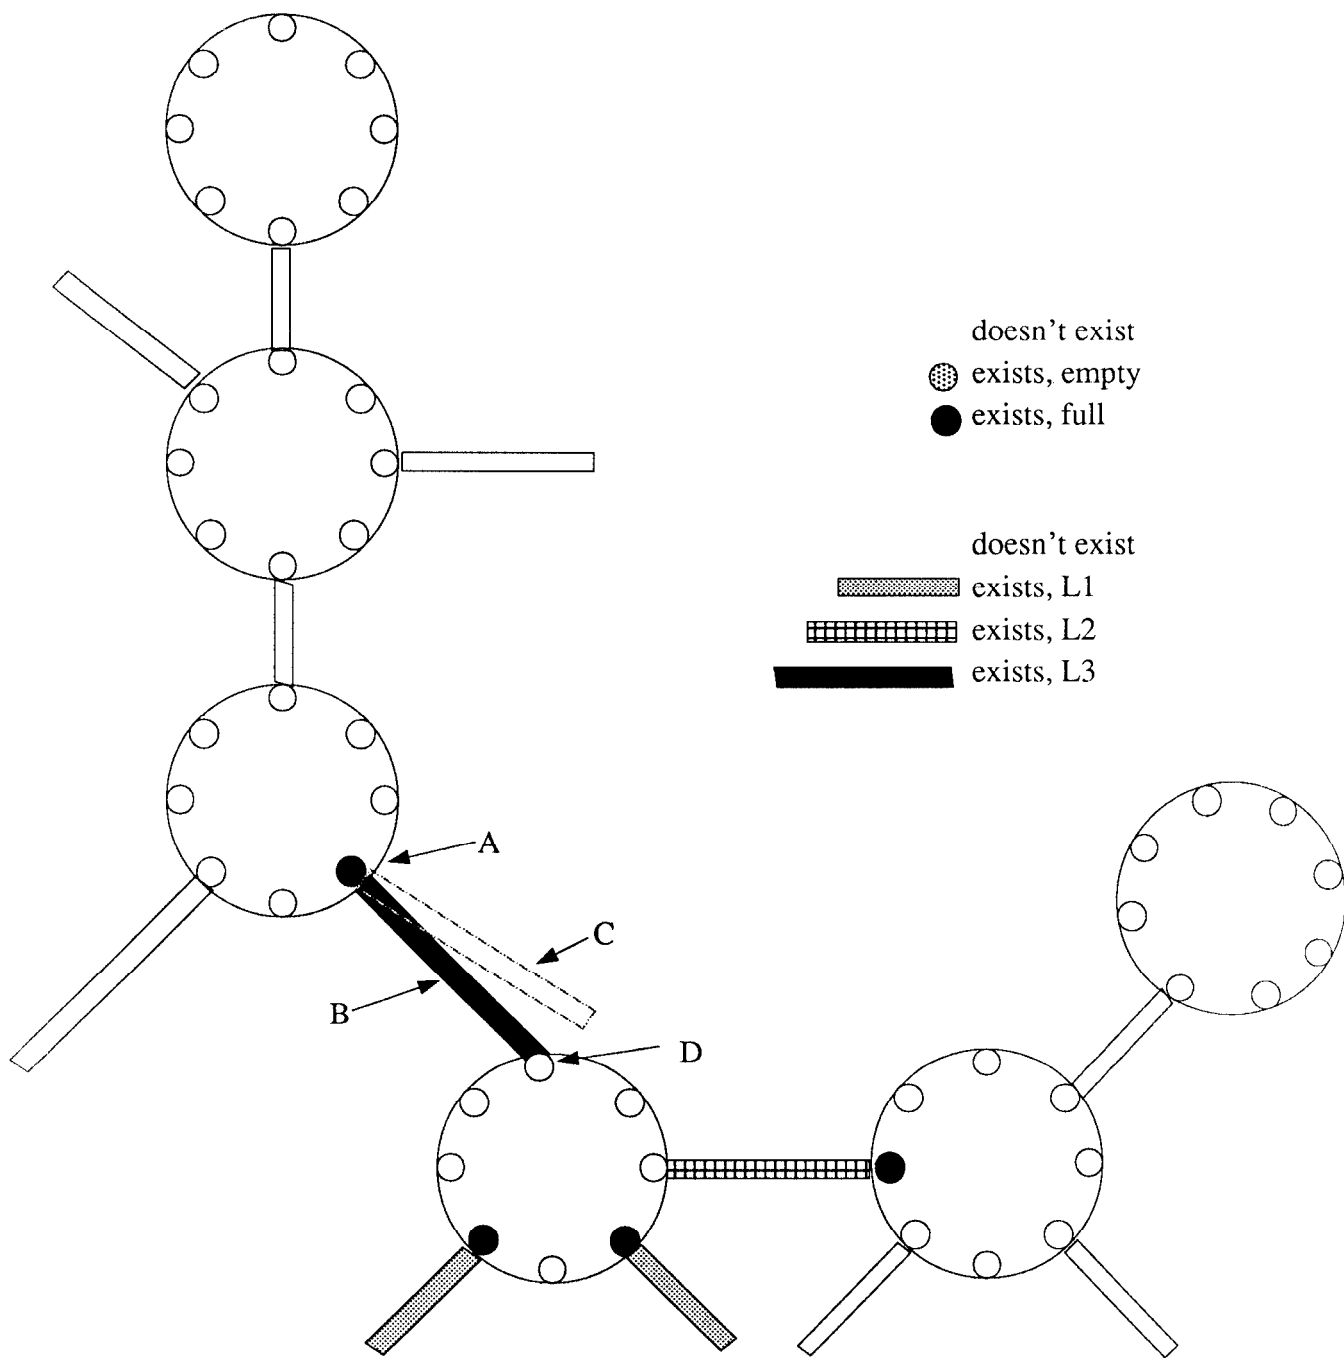 doesn't exist
exists, empty
exists, full
doesn't exist
exists, L1
exists, L2
exists, L3
A
C
B
D